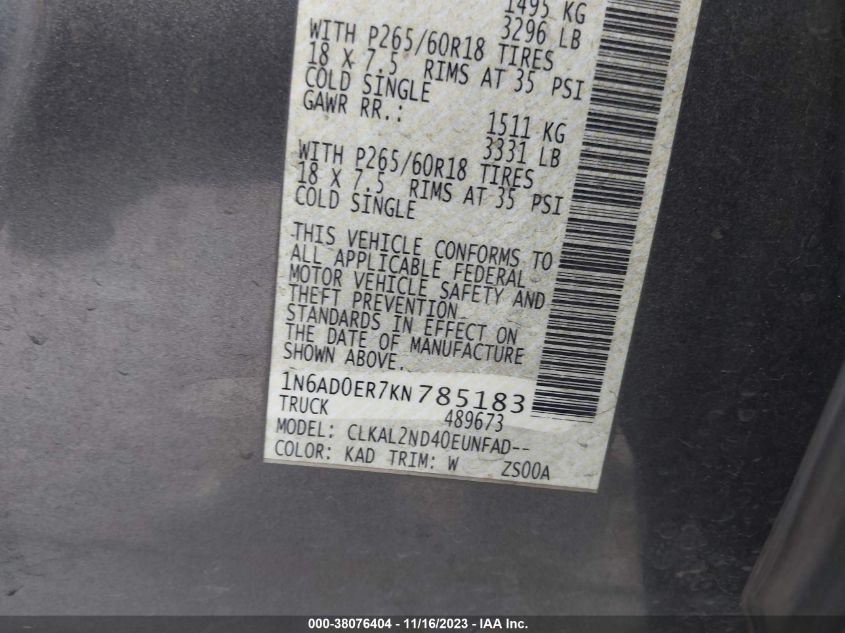 1495 KG
3296 LB
WITH P265/60R18 TIRES
18 X 7.5 RIMS AT 35 PSI
COLD SINGLE
GAWR RR.:
1511 KG
3331 LB
WITH P265/60R18 TIRES
18 X 7.5 RIMS AT 35 PSI
COLD SINGLE
THIS VEHICLE CONFORMS TO
ALL APPLICABLE FEDERAL
MOTOR VEHICLE SAFETY AND
THEFT PREVENTION
STANDARDS IN EFFECT ON
THE DATE OF MANUFACTURE
SHOWN ABOVE.
1N6AD0ER7KN785183
TRUCK 489673
MODEL: CLKAL2ND40EUNFAD--
COLOR: KAD TRIM: W ZS00A
000-38076404 - 11/16/2023 - IAA Inc.